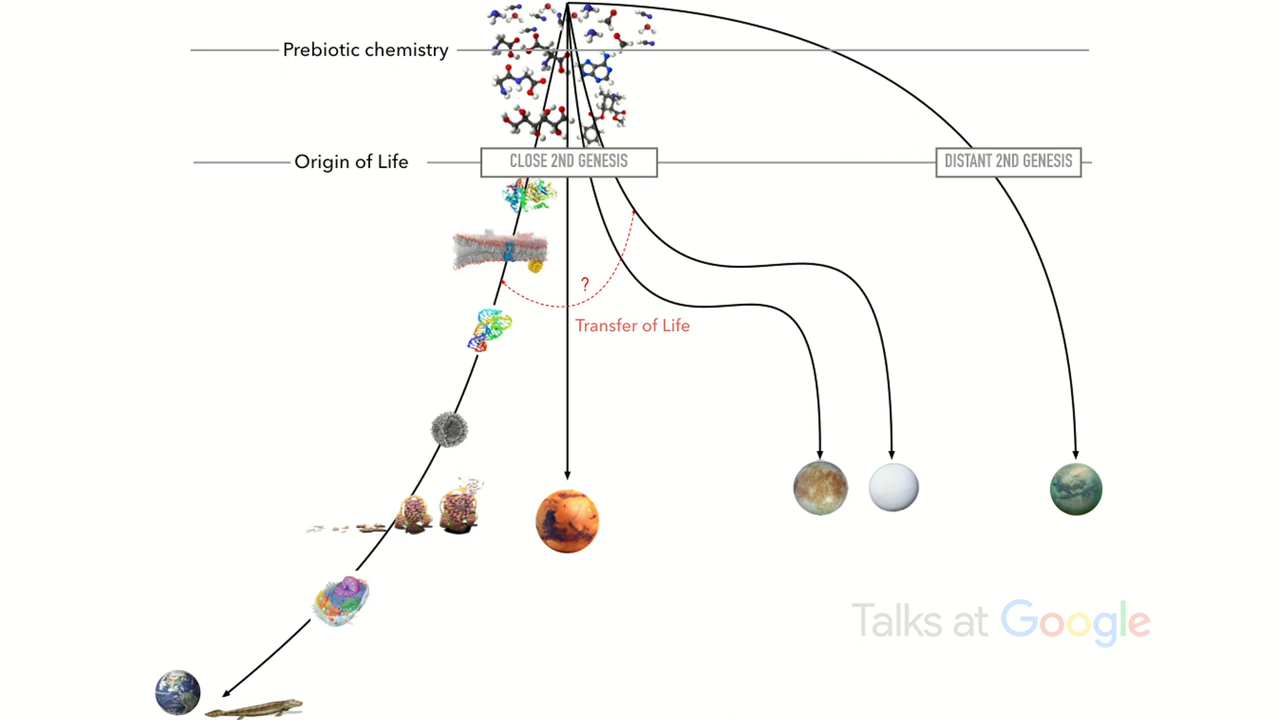 Prebiotic chemistry
Origin of Life
CLOSE 2ND GENESIS
DISTANT 2ND GENESIS
?
Transfer of Life
Talks at Google